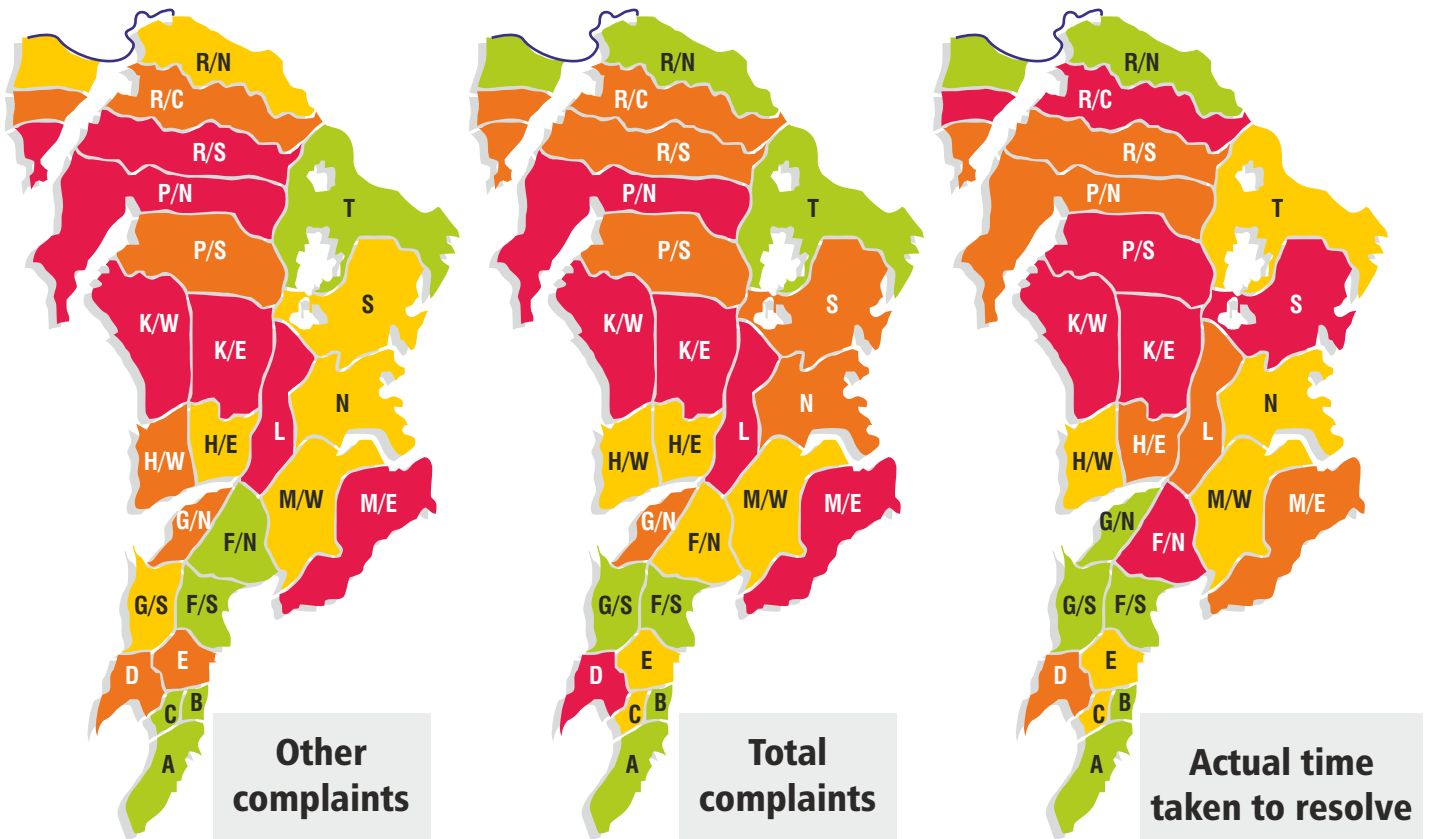 R/N
R/C
R/S
P/N
T
P/S
S
K/W
K/E
N
L
H/E
H/W
M/W
M/E
G/N
F/N
G/S
F/S
E
D
B
C
A
Other
complaints
R/N
R/C
R/S
P/N
T
P/S
S
K/W
K/E
N
L
H/E
H/W
M/W
M/E
G/N
F/N
G/S
F/S
E
D
B
C
A
Total
complaints
R/N
R/C
R/S
P/N
T
P/S
S
K/W
K/E
N
L
H/E
H/W
M/W
M/E
G/N
F/N
G/S
F/S
E
D
B
C
A
Actual time
taken to resolve